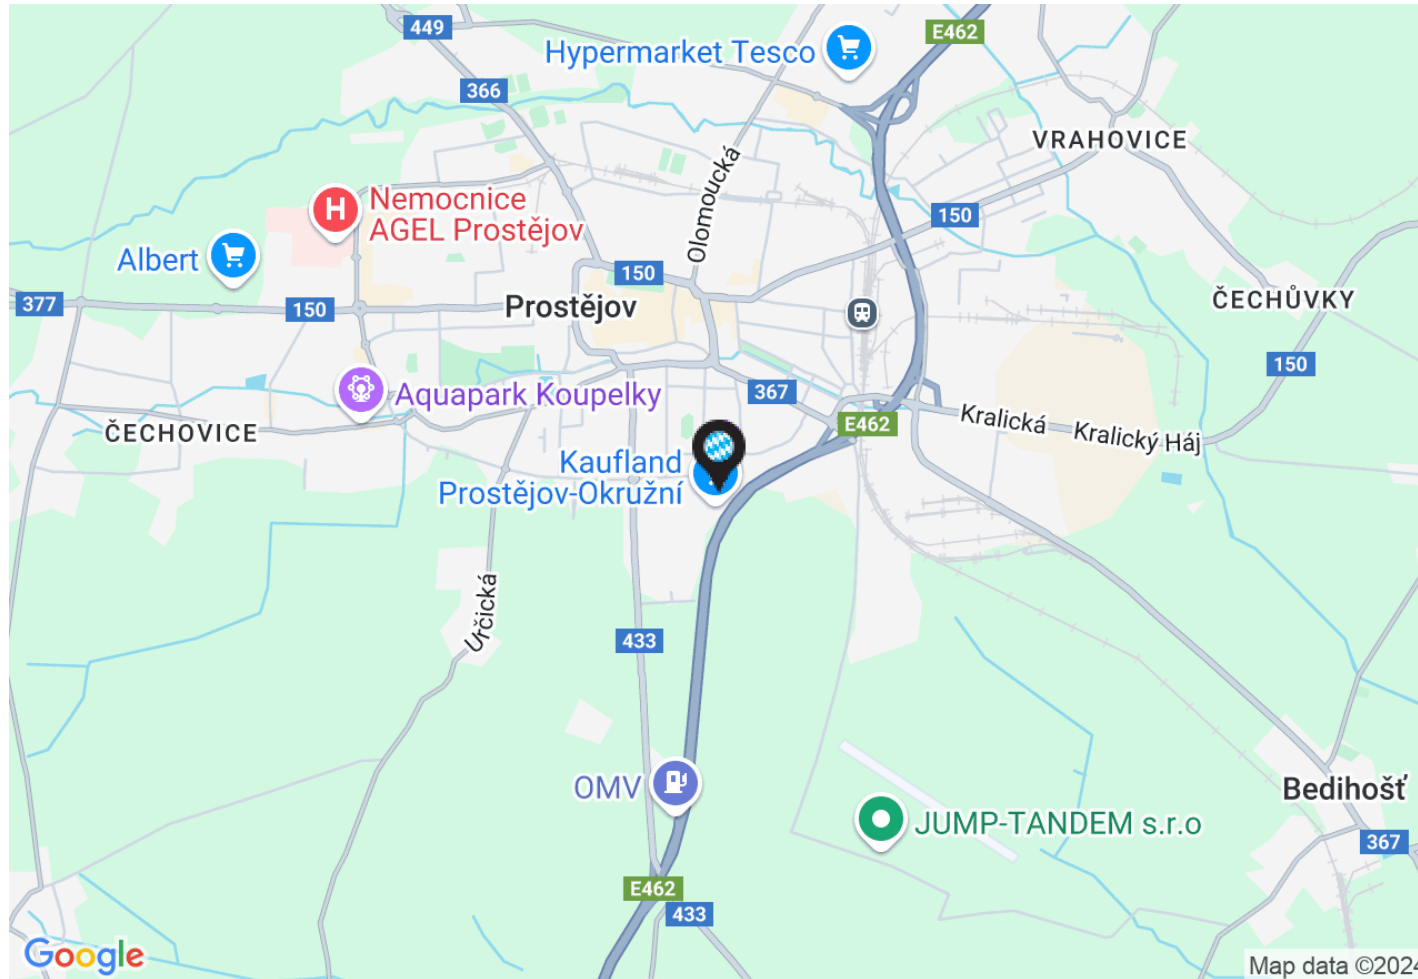 449
E462
Hypermarket Tesco
366
VRAHOVICE
Olomoucká
Nemocnice
AGEL Prostějov
150
Albert
150
377
150
Prostějov
ČECHŮVKY
150
Aquapark Koupelky
367
E462
Kralická
Kralický Háj
ČECHOVICE
Kaufland
Prostějov-Okružní
Určická
433
OMV
Bedihošť
JUMP-TANDEM s.r.o
367
E462
433
Google
Map data ©2024